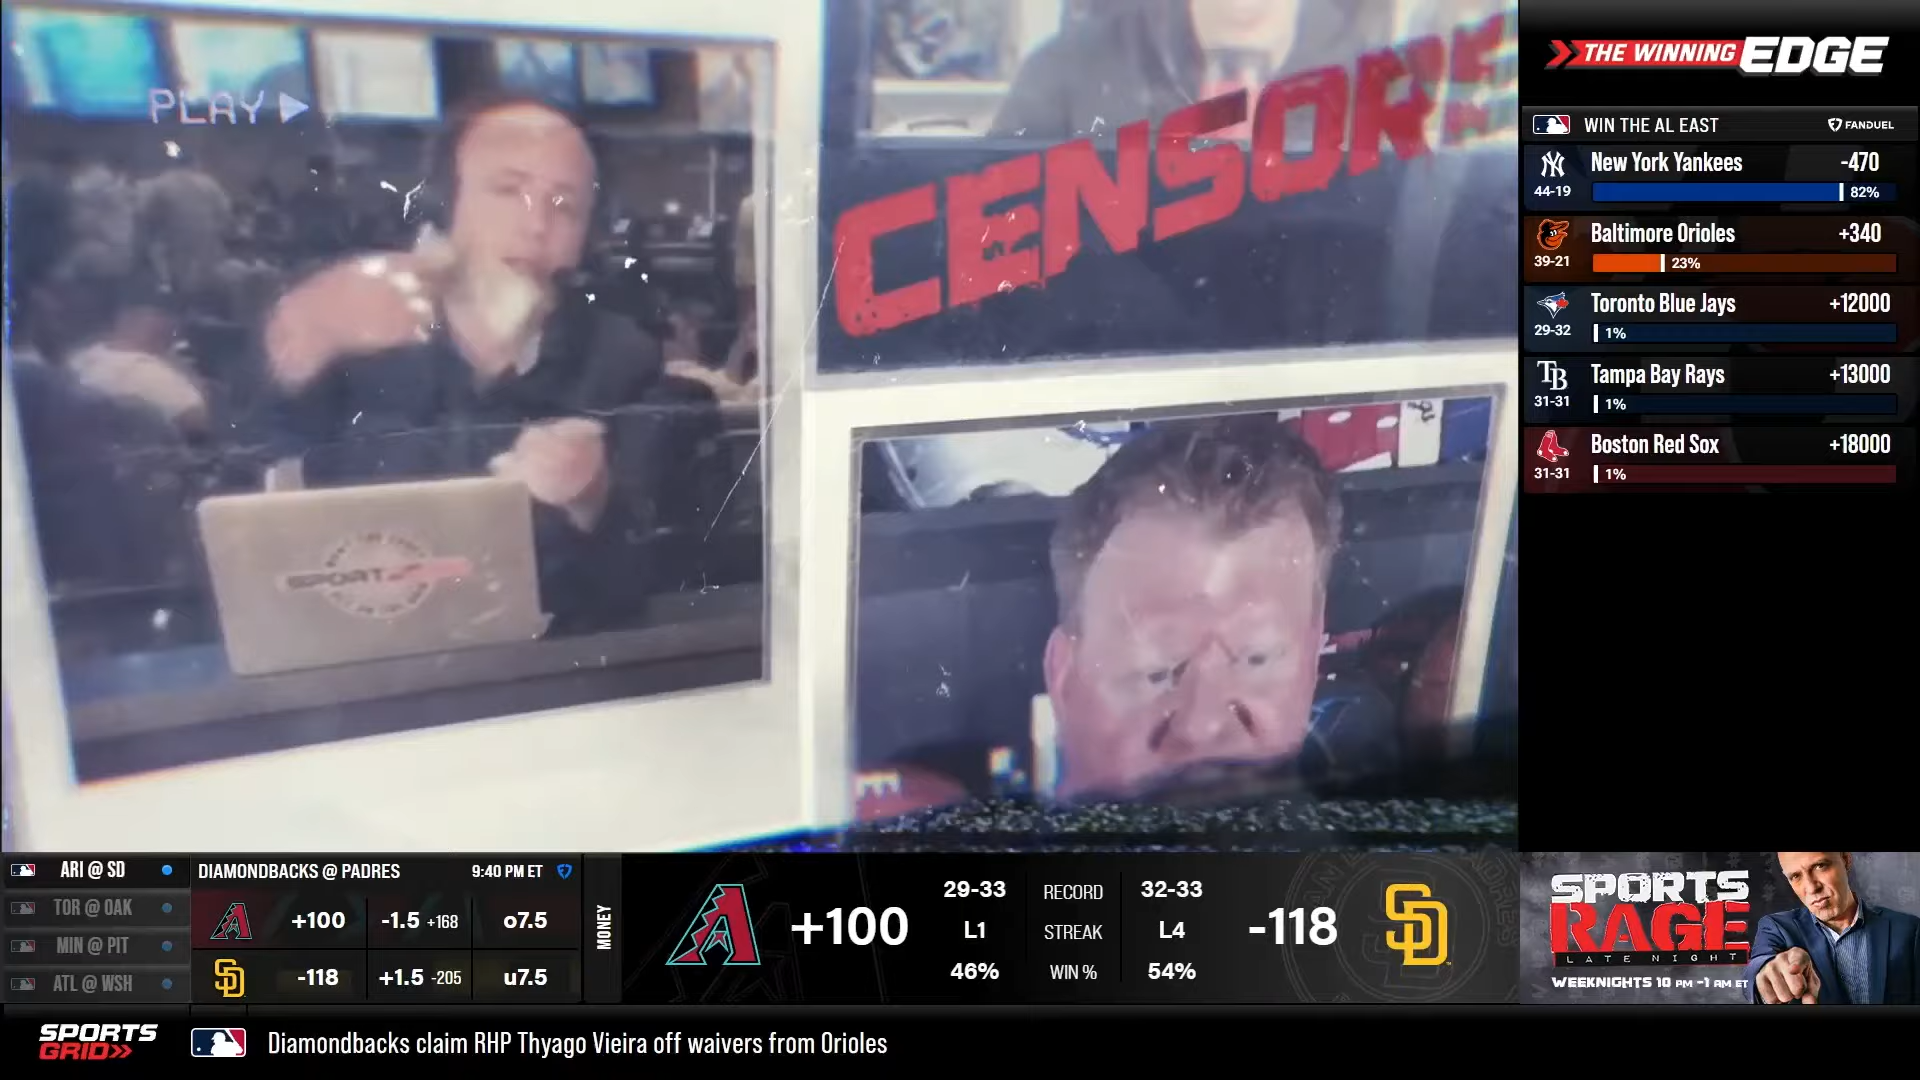 PLAY
CENSORE
SPORT
THE WINNING EDGE
WIN THE AL EAST
FANDUEL
New York Yankees -470
44-19 82%
Baltimore Orioles +340
39-21 23%
Toronto Blue Jays +12000
29-32 1%
Tampa Bay Rays +13000
31-31 1%
Boston Red Sox +18000
31-31 1%
ARI @ SD
TOR @ OAK
MIN @ PIT
ATL @ WSH
DIAMONDBACKS @ PADRES 9:40 PM ET
+100 -1.5 +168 o7.5
-118 +1.5 -205 u7.5
MONEY
+100
29-33 RECORD 32-33
L1 STREAK L4
46% WIN % 54%
-118
SPORTS
RAGE
LATE NIGHT
WEEKNIGHTS 10 PM -1 AM ET
SPORTS
GRID
Diamondbacks claim RHP Thyago Vieira off waivers from Orioles